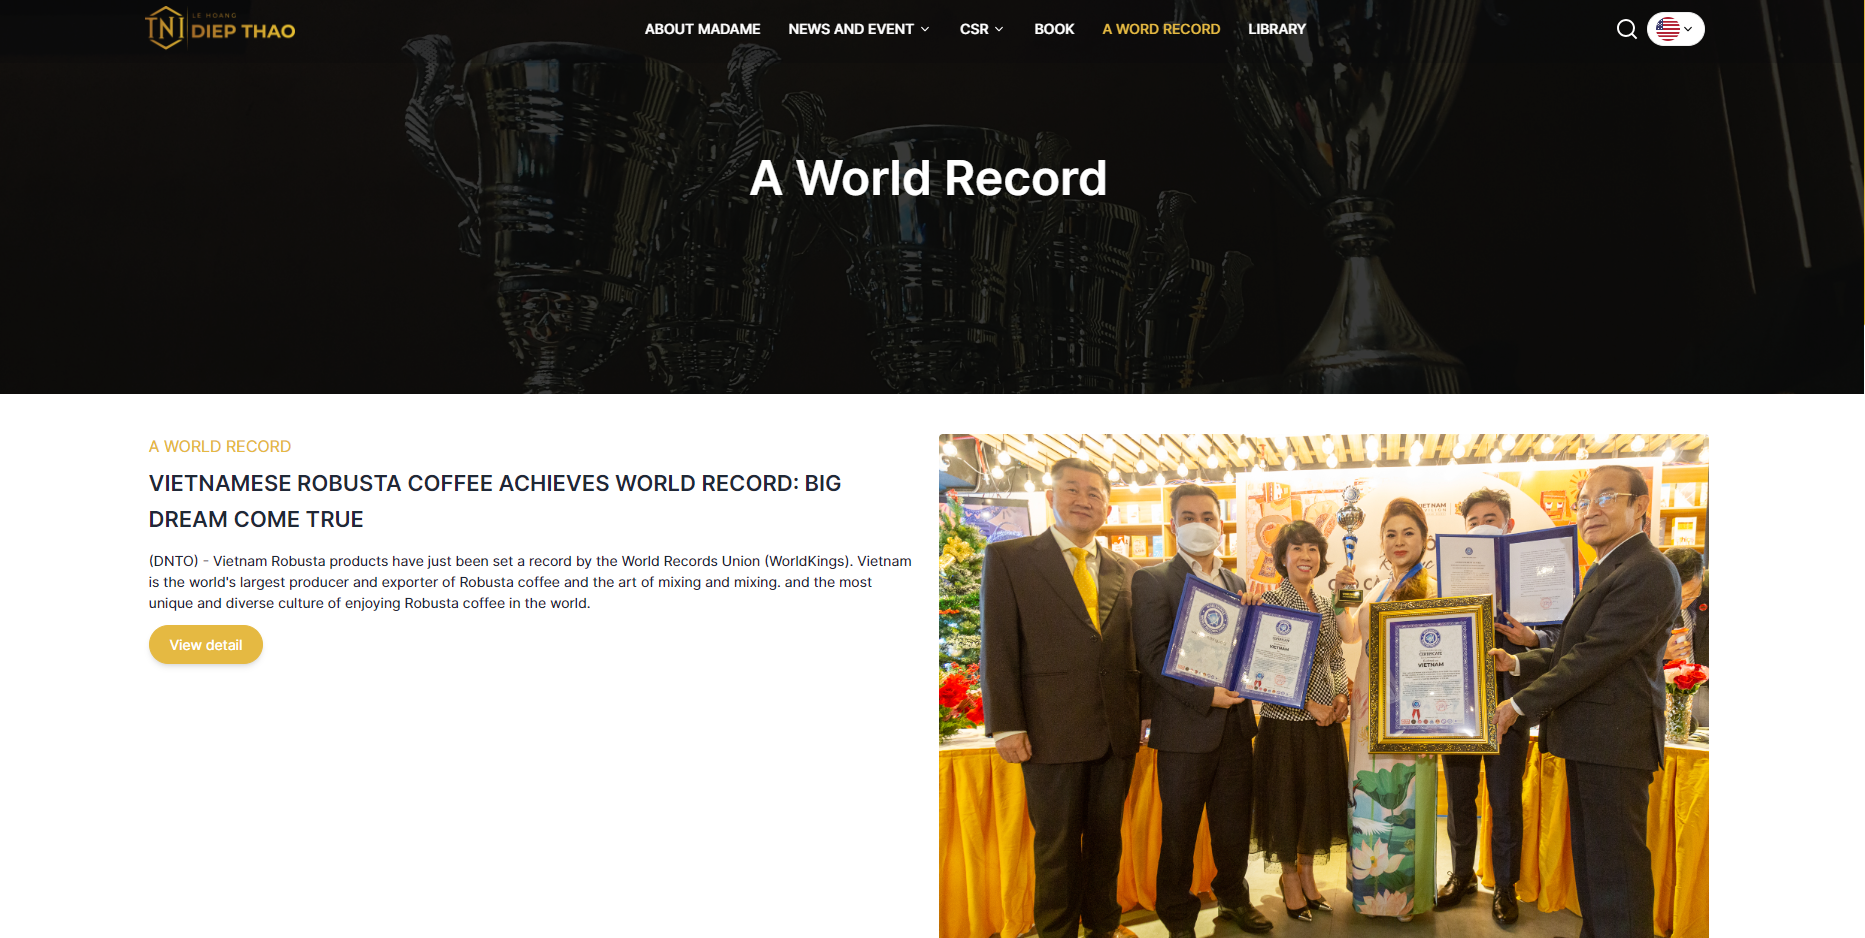 LE HOANG
DIEP THAO
ABOUT MADAME NEWS AND EVENT CSR BOOK A WORD RECORD LIBRARY
A World Record
A WORLD RECORD
VIETNAMESE ROBUSTA COFFEE ACHIEVES WORLD RECORD: BIG
DREAM COME TRUE
(DNTO) - Vietnam Robusta products have just been set a record by the World Records Union (WorldKings). Vietnam
is the world's largest producer and exporter of Robusta coffee and the art of mixing and mixing. and the most
unique and diverse culture of enjoying Robusta coffee in the world.
View detail
VIETNAM
VIETNAM